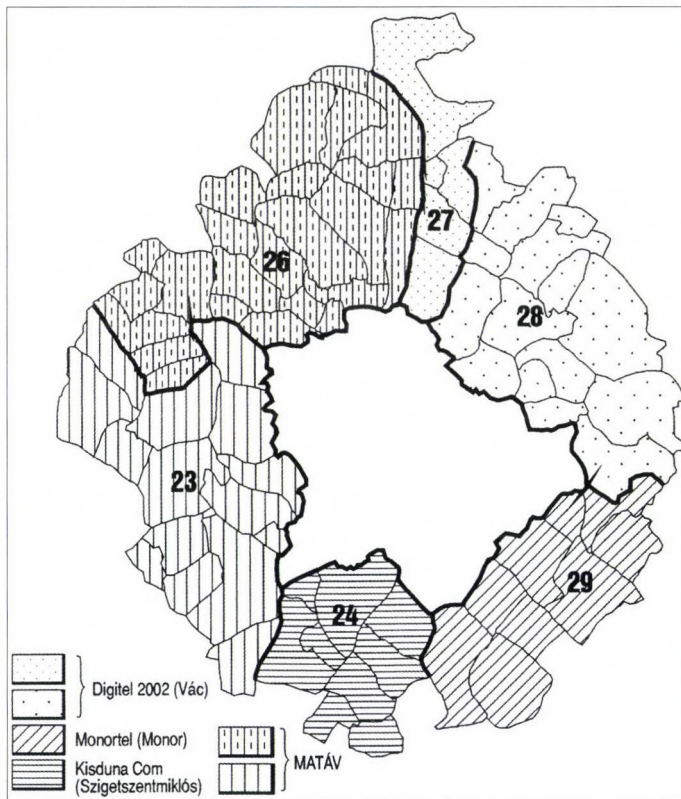 27
26
28
23
29
24
Digitel 2002 (Vác)
Monortel (Monor)
Kisduna Com
(Szigetszentmiklós)
MATÁV